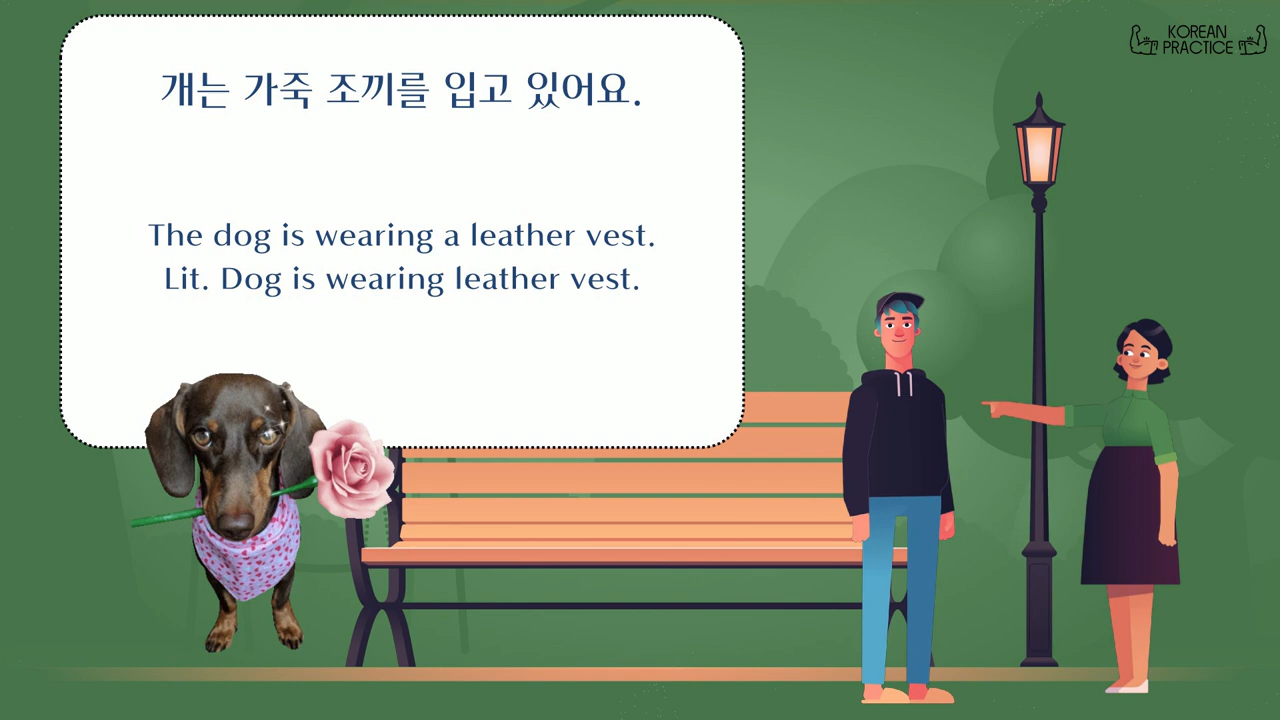 개는 가죽 조끼를 입고 있어요.
The dog is wearing a leather vest.
Lit. Dog is wearing leather vest.
KOREAN
PRACTICE